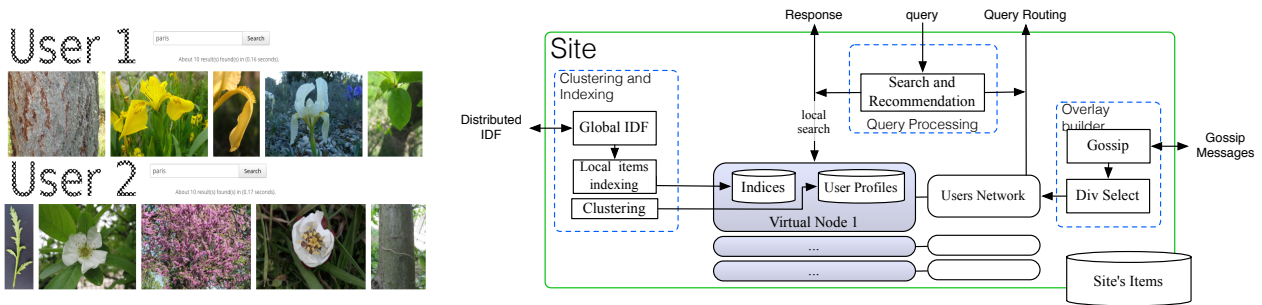 User 1
paris
Search
About 10 result(s) found(s) in (0.16 seconds).
User 2
paris
Search
About 10 result(s) found(s) in (0.17 seconds).
Response
query
Query Routing
Site
Clustering and
Indexing
Distributed
IDF
Global IDF
Local items
indexing
Clustering
local
search
Search and
Recommendation
Query Processing
Indices
User Profiles
Virtual Node 1
...
...
Users Network
Overlay
builder
Gossip
Div Select
Gossip
Messages
Site's Items